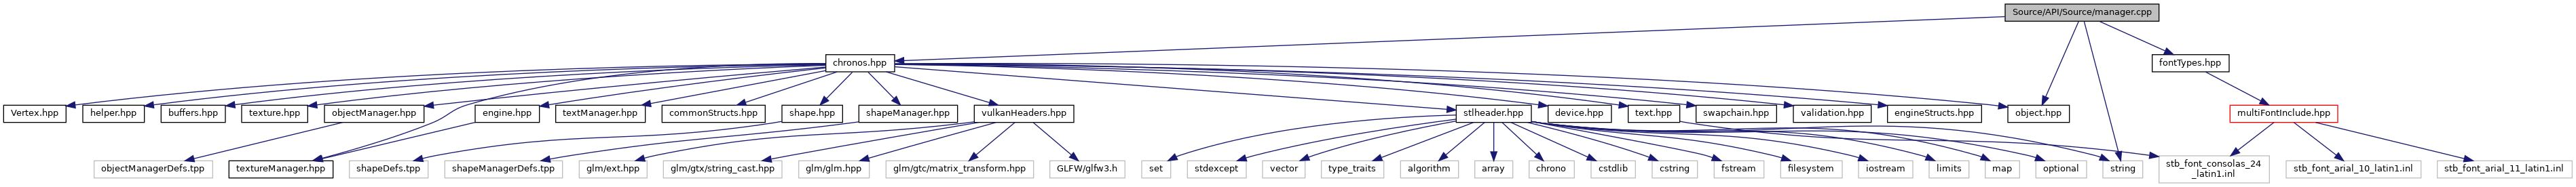 Source/API/Source/manager.cpp
chronos.hpp
fontTypes.hpp
Vertex.hpp
helper.hpp
buffers.hpp
texture.hpp
objectManager.hpp
engine.hpp
textManager.hpp
commonStructs.hpp
shape.hpp
shapeManager.hpp
vulkanHeaders.hpp
stlheader.hpp
device.hpp
text.hpp
swapchain.hpp
validation.hpp
engineStructs.hpp
object.hpp
multiFontInclude.hpp
objectManagerDefs.tpp
textureManager.hpp
shapeDefs.tpp
shapeManagerDefs.tpp
glm/ext.hpp
glm/gtx/string_cast.hpp
glm/glm.hpp
glm/gtc/matrix_transform.hpp
GLFW/glfw3.h
set
stdexcept
vector
type_traits
algorithm
array
chrono
cstdlib
cstring
fstream
filesystem
iostream
limits
map
optional
string
stb_font_consolas_24
_latin1.inl
stb_font_arial_10_latin1.inl
stb_font_arial_11_latin1.inl